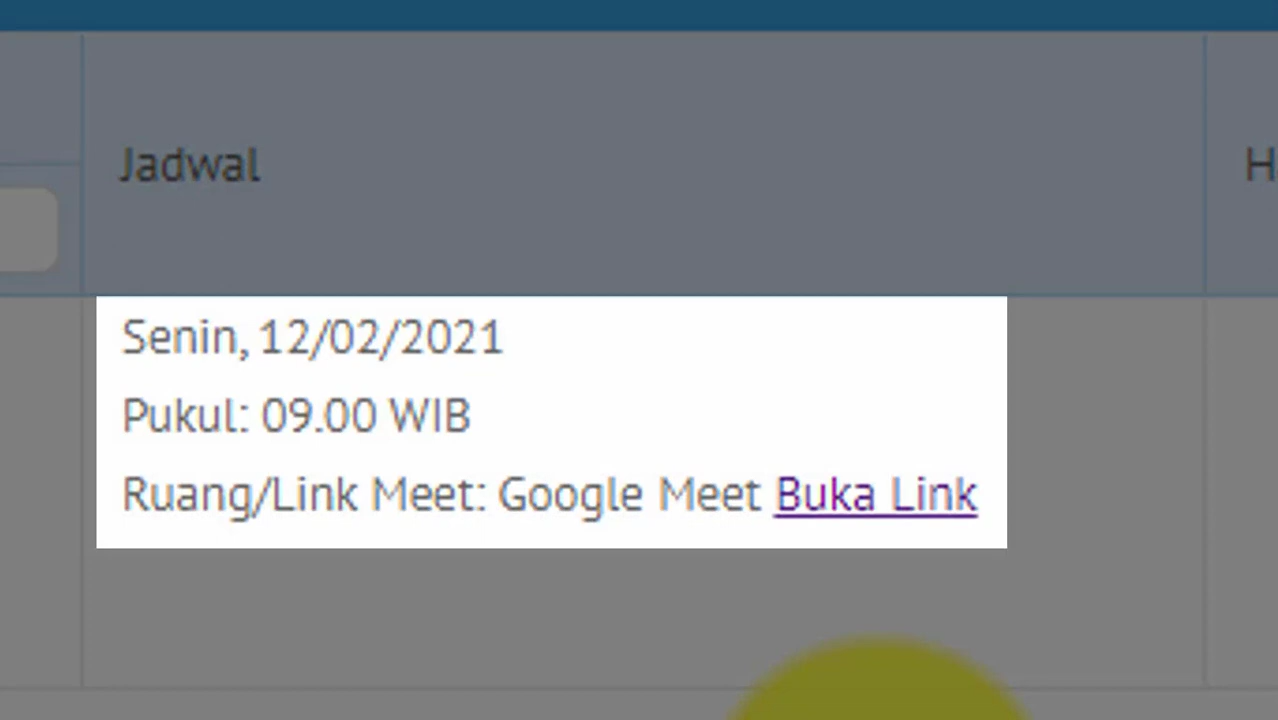 Jadwal
H
Senin, 12/02/2021
Pukul: 09.00 WIB
Ruang/Link Meet: Google Meet Buka Link